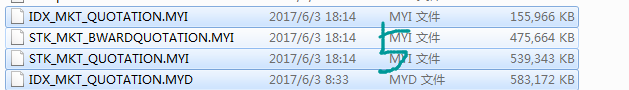 IDX_MKT_QUOTATION.MYI 2017/6/3 18:14 MYI 文件 155,966 KB
STK_MKT_BWARDQUOTATION.MYI 2017/6/3 18:14 MYI 文件 475,664 KB
STK_MKT_QUOTATION.MYI 2017/6/3 18:14 MYI 文件 539,343 KB
IDX_MKT_QUOTATION.MYD 2017/6/3 8:33 MYD 文件 583,172 KB
5